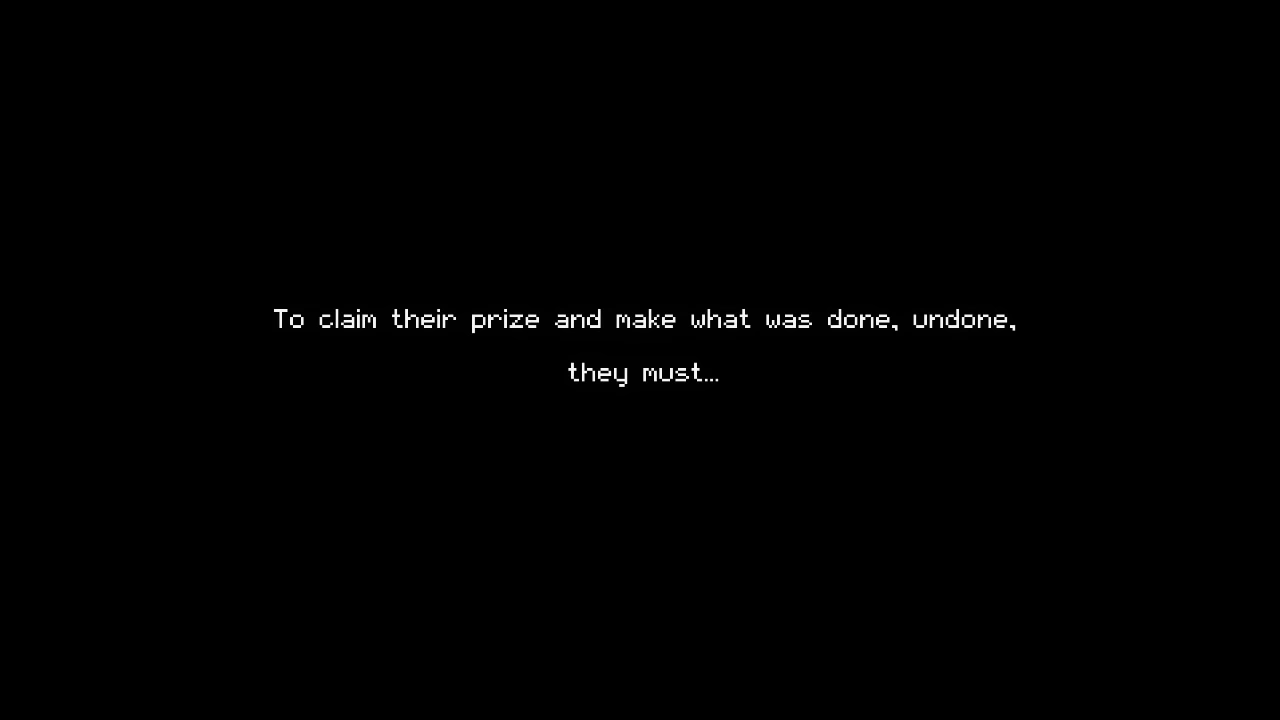 To claim their prize and make what was done, undone,
they must...